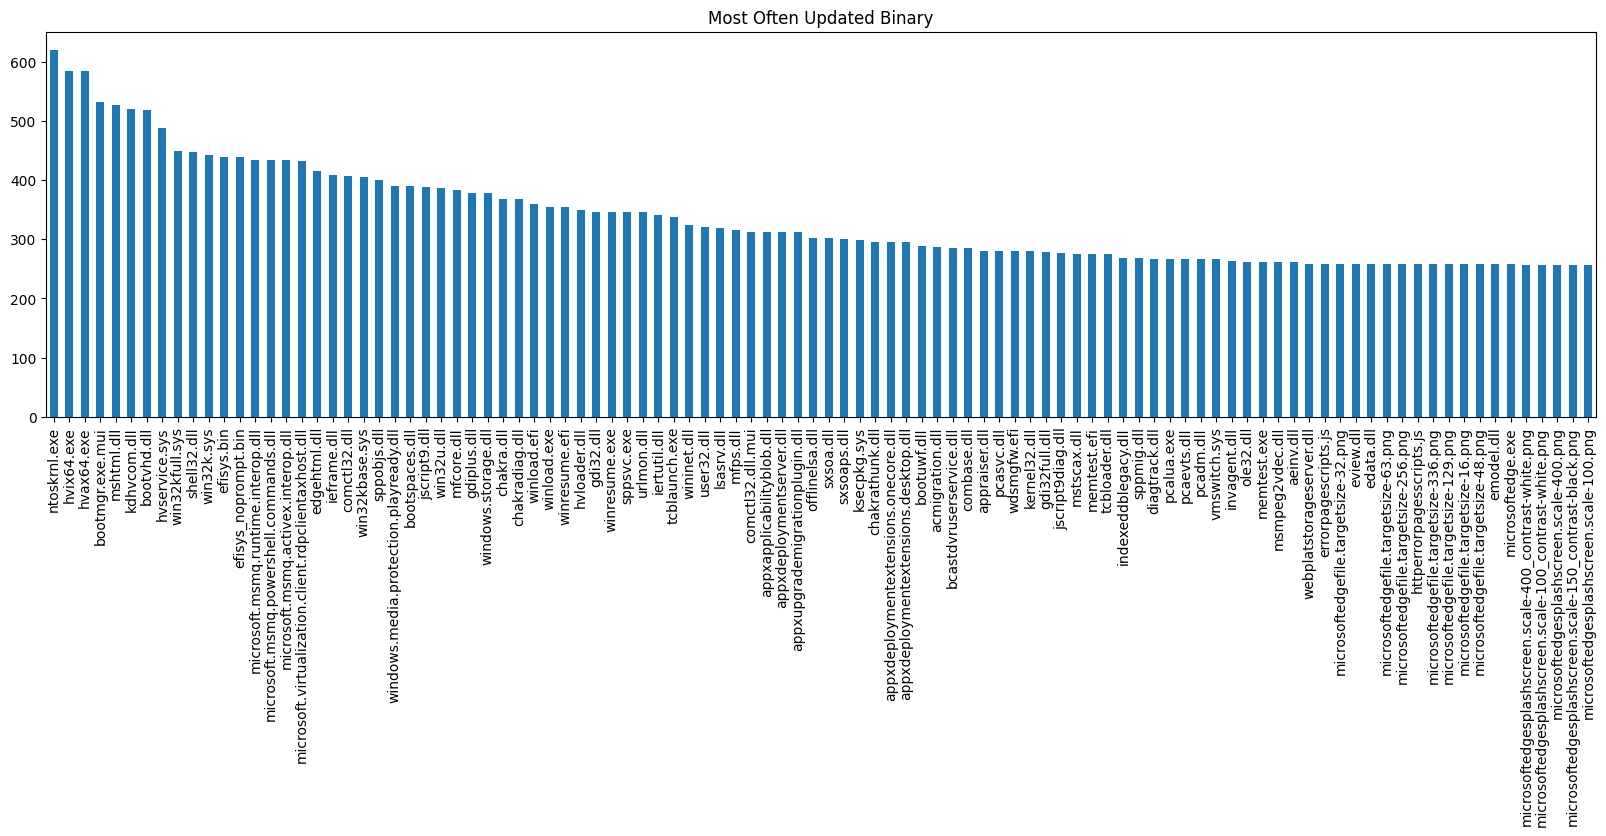 Most Often Updated Binary
600
500
400
300
200
100
0
ntoskrnl.exe
hvix64.exe
hvax64.exe
bootmgr.exe.mui
mshtml.dll
kdhvcom.dll
bootvhd.dll
hvservice.sys
win32kfull.sys
shell32.dll
win32k.sys
efisys.bin
efisys_noprompt.bin
microsoft.msmq.runtime.interop.dll
microsoft.msmq.powershell.commands.dll
microsoft.msmq.activex.interop.dll
microsoft.virtualization.client.rdpclientaxhost.dll
edgehtml.dll
ieframe.dll
comctl32.dll
win32kbase.sys
sppobjs.dll
windows.media.protection.playready.dll
bootspaces.dll
jscript9.dll
win32u.dll
mfcore.dll
gdiplus.dll
windows.storage.dll
chakra.dll
chakradiag.dll
winload.efi
winload.exe
winresume.efi
hvloader.dll
gdi32.dll
winresume.exe
sppsvc.exe
urlmon.dll
iertutil.dll
tcblaunch.exe
wininet.dll
user32.dll
lsasrv.dll
mfps.dll
comctl32.dll.mui
appxapplicabilityblob.dll
appxdeploymentserver.dll
appxupgrademigrationplugin.dll
offlinelsa.dll
sxssoa.dll
sxsoaps.dll
ksecpkg.sys
chakrathunk.dll
appxdeploymentextensions.onecore.dll
appxdeploymentextensions.desktop.dll
bootuwf.dll
acmigration.dll
bcastdvruserservice.dll
combase.dll
appraiser.dll
pcasvc.dll
wdsmgfw.efi
kernel32.dll
gdi32full.dll
jscript9diag.dll
mstscax.dll
memtest.efi
tcbloader.dll
indexeddblegacy.dll
sppmig.dll
diagtrack.dll
pcalua.exe
pcaevts.dll
pcadm.dll
vmswitch.sys
invagent.dll
ole32.dll
memtest.exe
msmpeg2vdec.dll
aeinv.dll
webplatstorageserver.dll
errorpagescripts.js
microsoftedgefile.targetsize-32.png
eview.dll
edata.dll
microsoftedgefile.targetsize-63.png
microsoftedgefile.targetsize-256.png
httperrorpagesscripts.js
microsoftedgefile.targetsize-336.png
microsoftedgefile.targetsize-129.png
microsoftedgefile.targetsize-16.png
microsoftedgefile.targetsize-48.png
emodel.dll
microsoftedge.exe
microsoftedgesplashscreen.scale-400_contrast-white.png
microsoftedgesplashscreen.scale-100_contrast-white.png
microsoftedgesplashscreen.scale-400.png
microsoftedgesplashscreen.scale-150_contrast-black.png
microsoftedgesplashscreen.scale-100.png